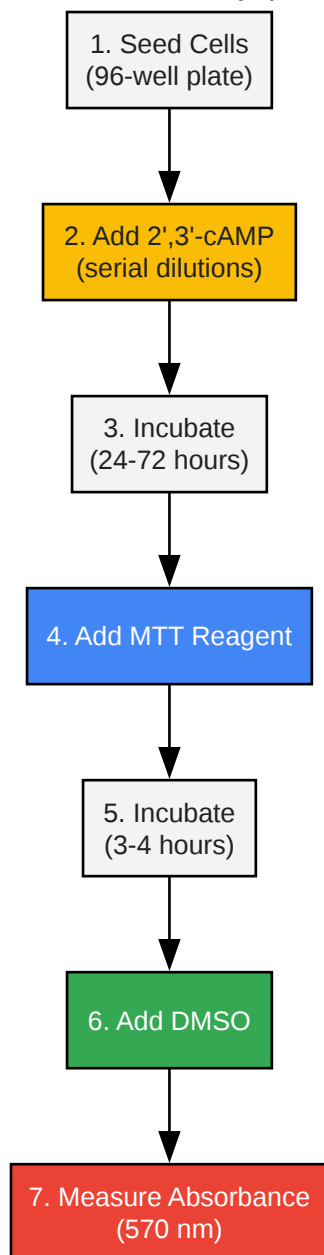 1. Seed Cells
(96-well plate)
2. Add 2',3'-cAMP
(serial dilutions)
3. Incubate
(24-72 hours)
4. Add MTT Reagent
5. Incubate
(3-4 hours)
6. Add DMSO
7. Measure Absorbance
(570 nm)